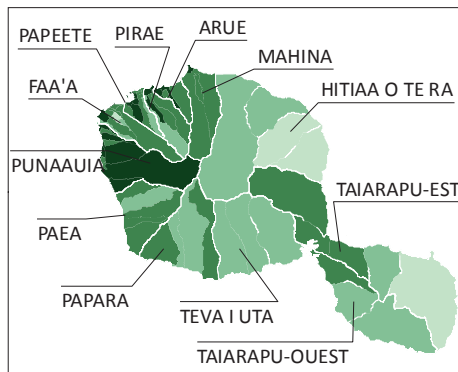 PAPEETE
PIRAE
ARUE
MAHINA
FAA'A
HITIAA O TE RA
PUNAAUIA
TAIARAPU-EST
PAEA
PAPARA
TEVA I UTA
TAIARAPU-OUEST